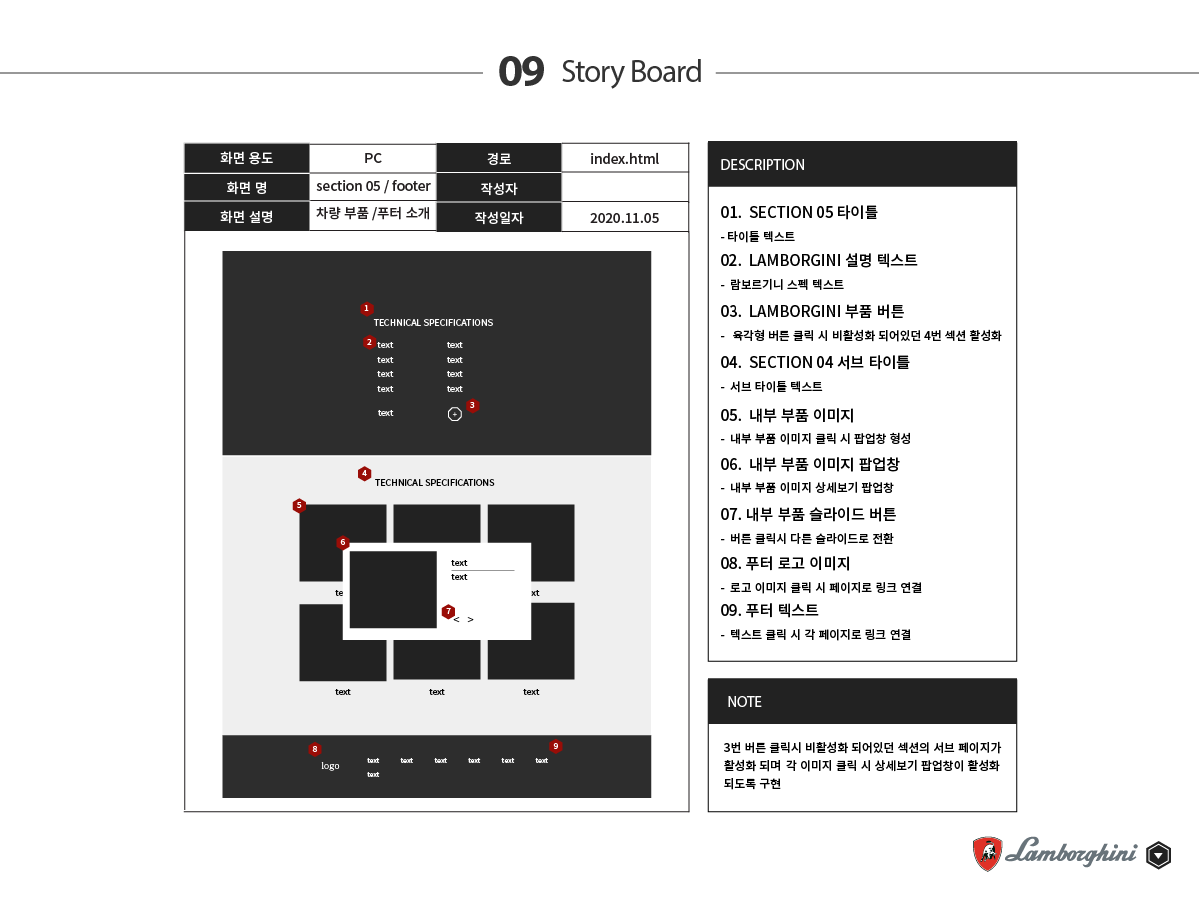 09 Story Board
화면 용도 PC 경로 index.html
화면 명 section 05 / footer 작성자
화면 설명 차량 부품 /푸터 소개 작성일자 2020.11.05
1
TECHNICAL SPECIFICATIONS
2 text text
text text
text text
text text
3
text +
4
TECHNICAL SPECIFICATIONS
5
6
text
text
te xt
7
< >
text text text
8 9
logo text text text text text text
text
DESCRIPTION
01. SECTION 05 타이틀
- 타이틀 텍스트
02. LAMBORGINI 설명 텍스트
- 람보르기니 스펙 텍스트
03. LAMBORGINI 부품 버튼
- 육각형 버튼 클릭 시 비활성화 되어있던 4번 섹션 활성화
04. SECTION 04 서브 타이틀
- 서브 타이틀 텍스트
05. 내부 부품 이미지
- 내부 부품 이미지 클릭 시 팝업창 형성
06. 내부 부품 이미지 팝업창
- 내부 부품 이미지 상세보기 팝업창
07. 내부 부품 슬라이드 버튼
- 버튼 클릭시 다른 슬라이드로 전환
08. 푸터 로고 이미지
- 로고 이미지 클릭 시 페이지로 링크 연결
09. 푸터 텍스트
- 텍스트 클릭 시 각 페이지로 링크 연결
NOTE
3번 버튼 클릭시 비활성화 되어있던 섹션의 서브 페이지가
활성화 되며 각 이미지 클릭 시 상세보기 팝업창이 활성화
되도록 구현
Lamborghini